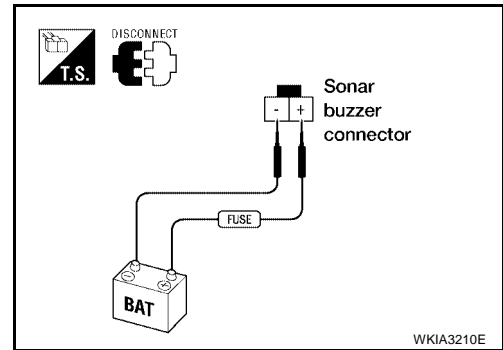 DISCONNECT
T.S.
Sonar
buzzer
connector
- +
FUSE
- +
BAT
WKIA3210E